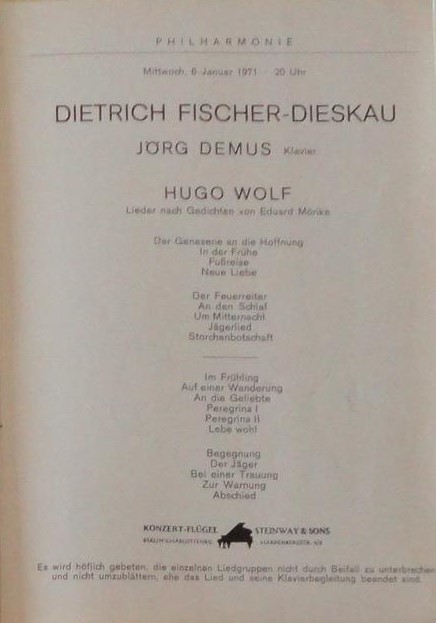 PHILHARMONIE
Mittwoch, 6 Januar 1971 20 Uhr
DIETRICH FISCHER-DIESKAU
JÖRG DEMUS Klavier
HUGO WOLF
Lieder nach Gedichten von Eduard Mörike
Der Genesene an die Hoffnung
In der Frühe
Fußreise
Neue Liebe
Der Feuerreiter
An den Schlaf
Um Mitternacht
Jägerlied
Storchenbotschaft
Im Frühling
Auf einer Wanderung
An die Geliebte
Peregrina I
Peregrina II
Lebe wohl
Begegnung
Der Jäger
Bei einer Trauung
Zur Warnung
Abschied
KONZERT-FLÜGEL STEINWAY & SONS
BERLIN-CHARLOTTENBG.
Es wird höflich gebeten, die einzelnen Liedgruppen nicht durch Beifall zu unterbrechen
und nicht umzublättern, ehe das Lied und seine Klavierbegleitung beendet sind.